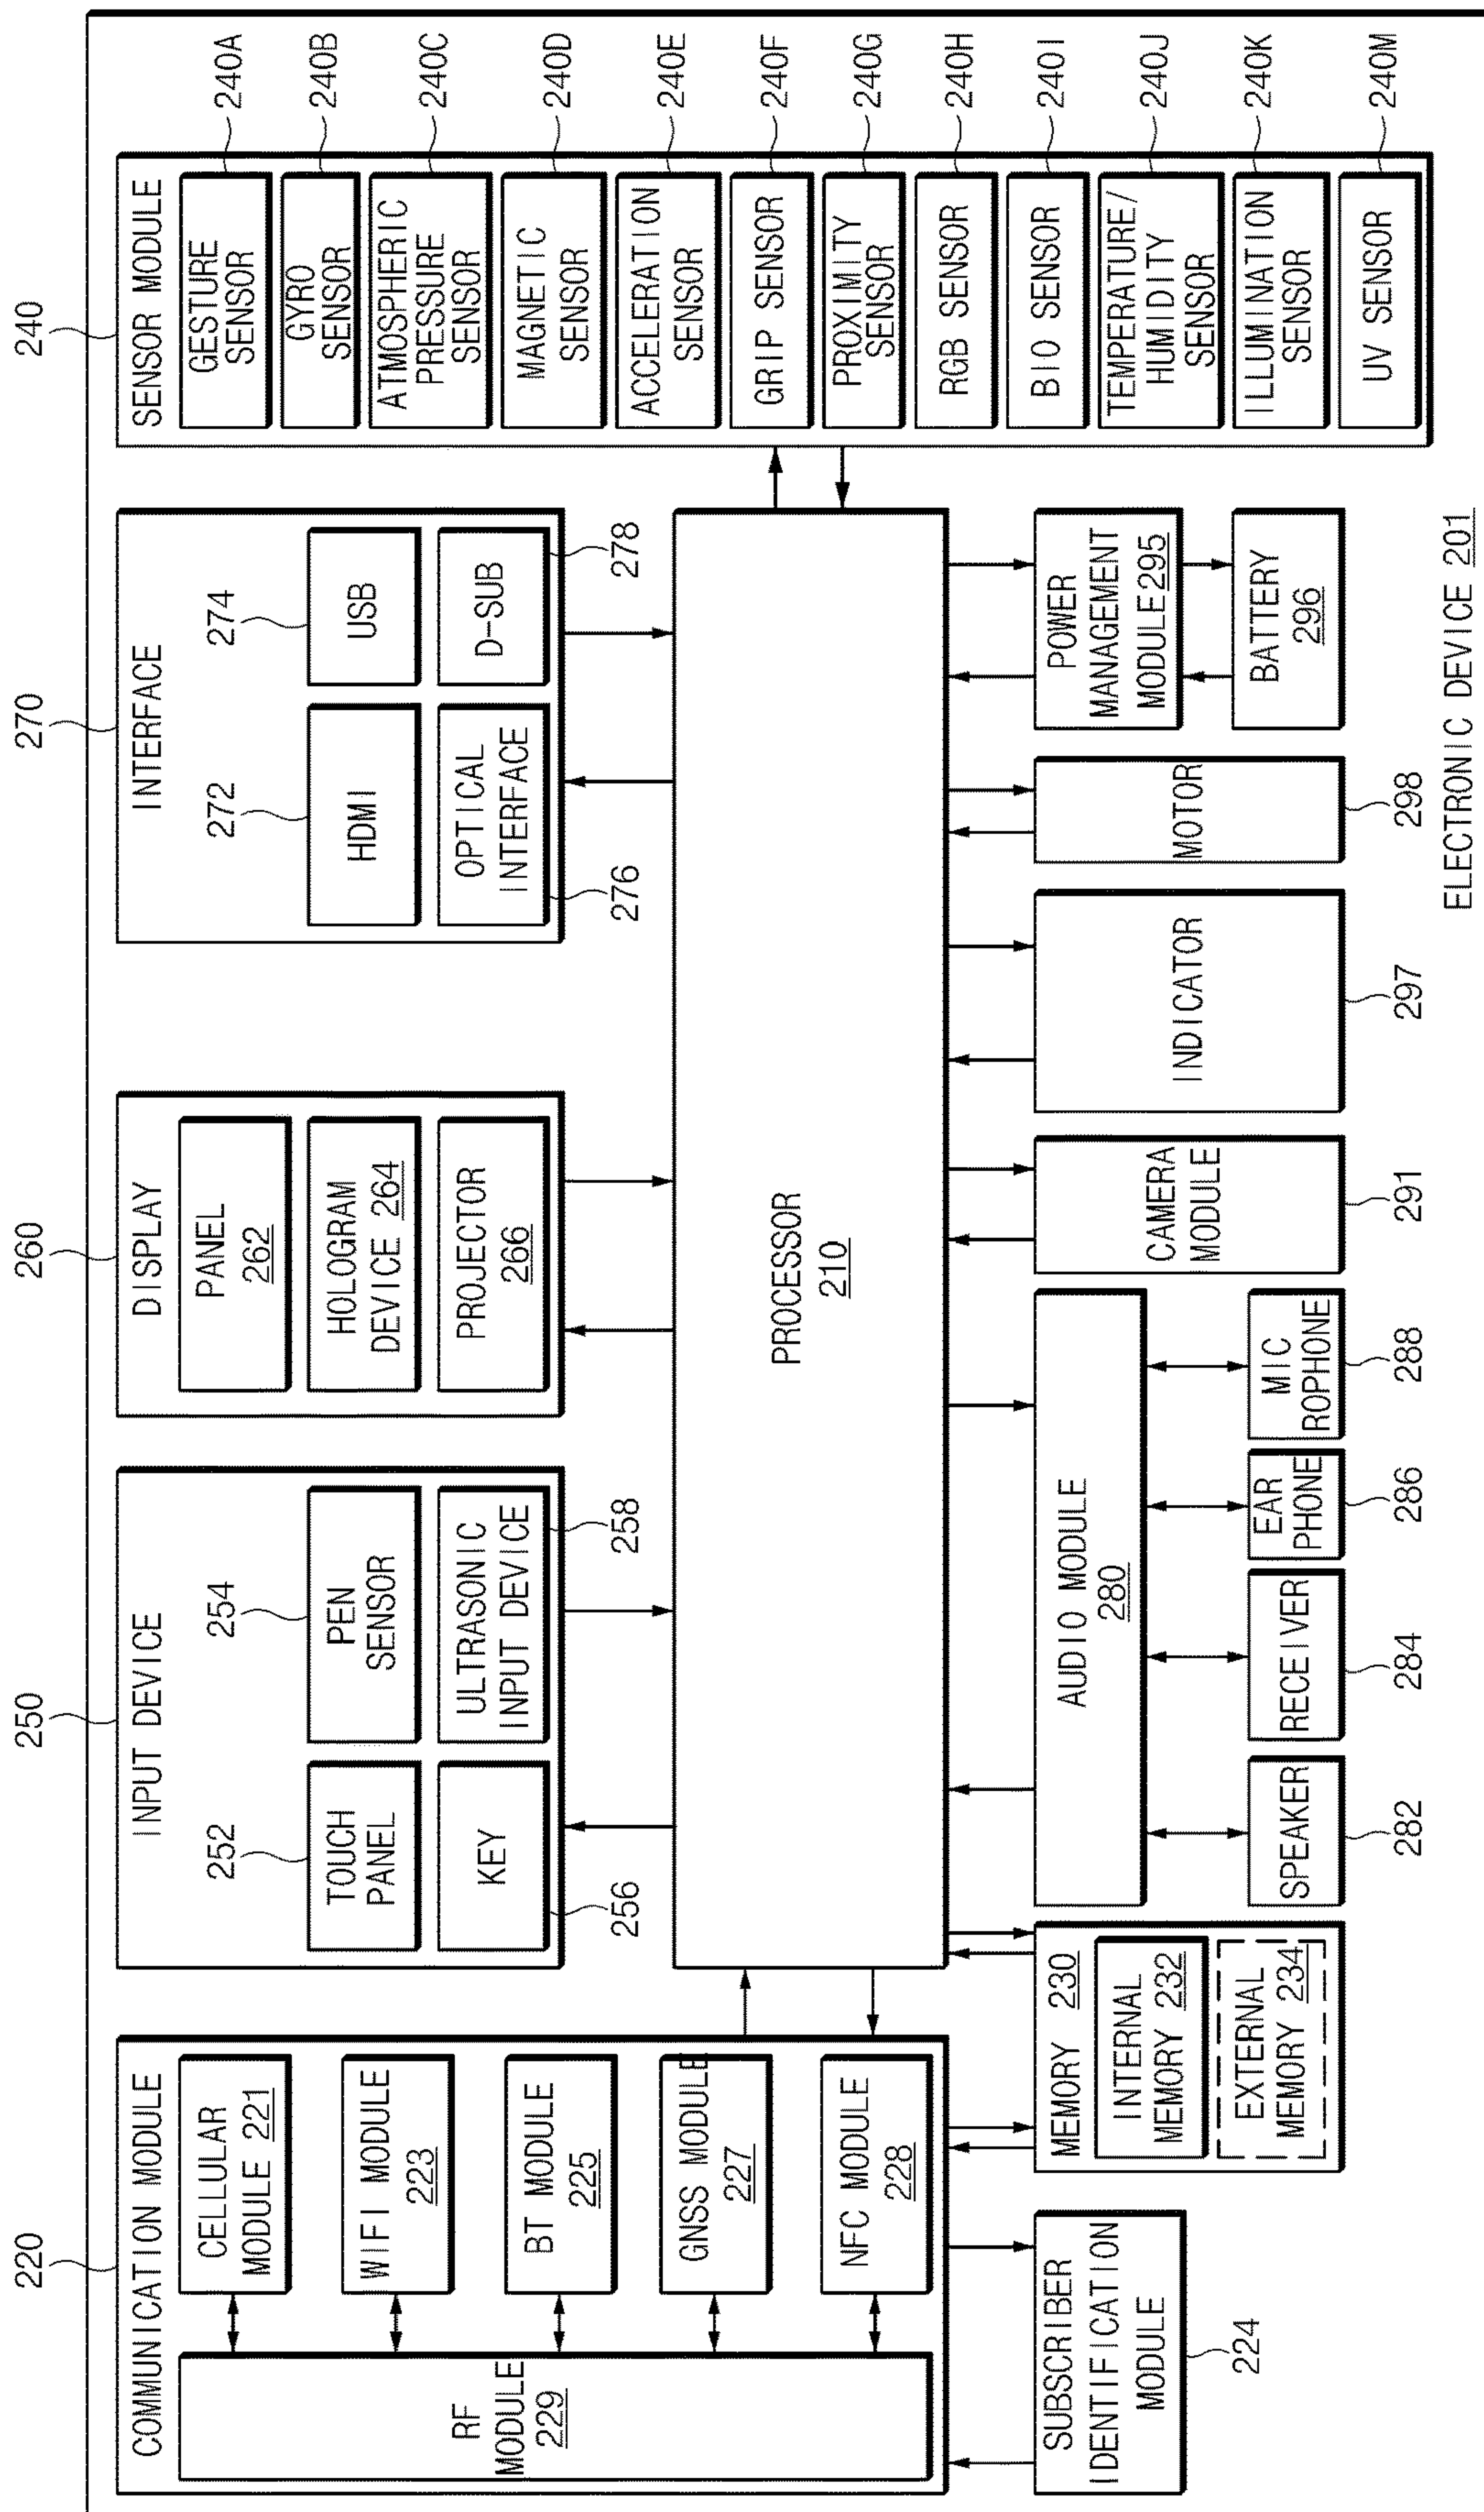 ELECTRONIC DEVICE 201
220
COMMUNICATION MODULE
RF
MODULE
229
CELLULAR
MODULE 221
WIFI MODULE
223
BT MODULE
225
GNSS MODULE
227
NFC MODULE
228
250
INPUT DEVICE
252
TOUCH
PANEL
254
PEN
SENSOR
KEY
256
ULTRASONIC
INPUT DEVICE
258
260
DISPLAY
PANEL
262
HOLOGRAM
DEVICE 264
PROJECTOR
266
270
INTERFACE
272
HDMI
274
USB
OPTICAL
INTERFACE
276
D-SUB
278
240
SENSOR MODULE
GESTURE
SENSOR
240A
GYRO
SENSOR
240B
ATMOSPHERIC
PRESSURE
SENSOR
240C
MAGNETIC
SENSOR
240D
ACCELERATION
SENSOR
240E
GRIP SENSOR
240F
PROXIMITY
SENSOR
240G
RGB SENSOR
240H
BIO SENSOR
240I
TEMPERATURE/
HUMIDITY
SENSOR
240J
ILLUMINATION
SENSOR
240K
UV SENSOR
240M
PROCESSOR
210
SUBSCRIBER
IDENTIFICATION
MODULE
224
MEMORY 230
INTERNAL
MEMORY 232
EXTERNAL
MEMORY 234
AUDIO MODULE
280
SPEAKER
282
RECEIVER
284
EAR
PHONE
286
MIC
ROPHONE
288
CAMERA
MODULE
291
INDICATOR
297
MOTOR
298
POWER
MANAGEMENT
MODULE295
BATTERY
296